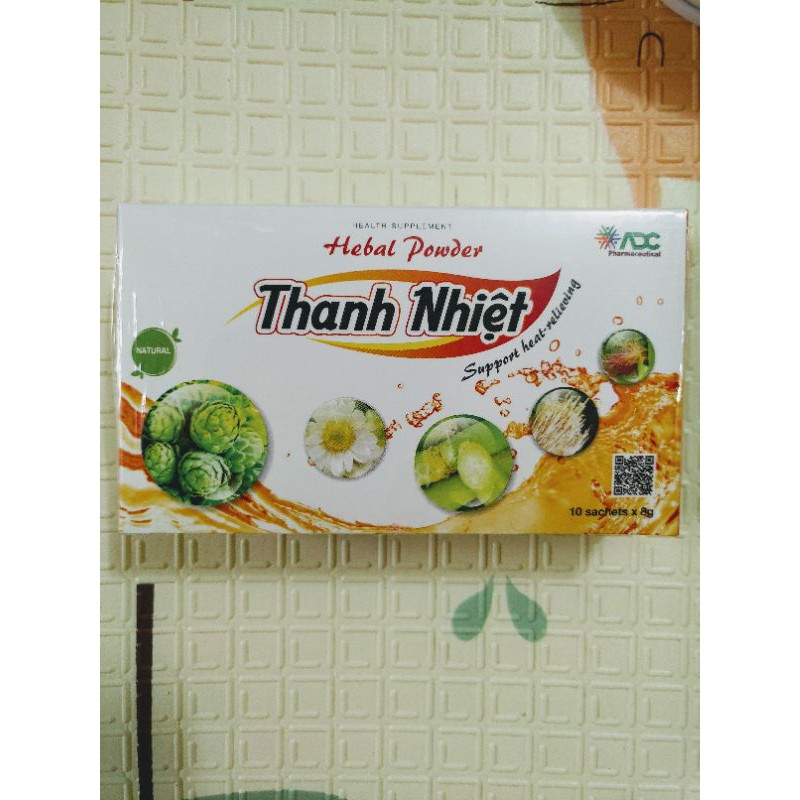 HEALTH SUPPLEMENT
Hebal Powder
ADC
Pharmaceutical
Thanh Nhiệt
Support heat-relieving
NATURAL
10 sachets x 8g